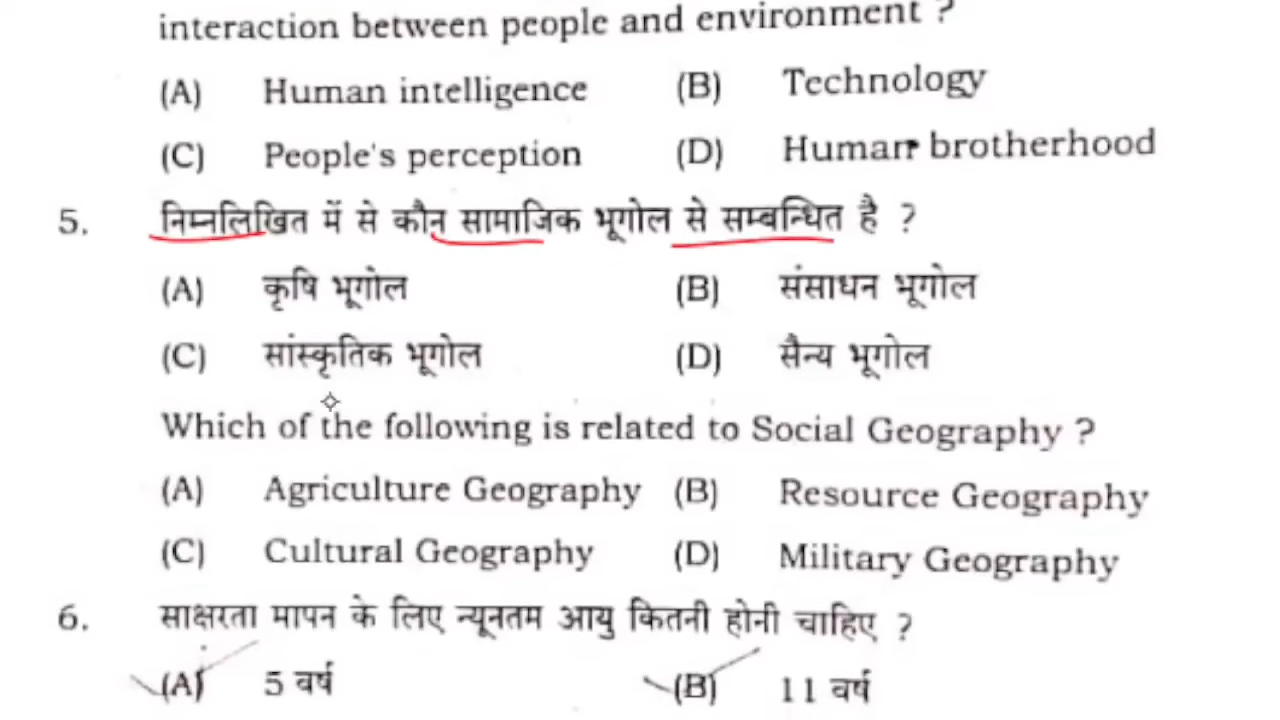 interaction between people and environment ?
(A) Human intelligence (B) Technology
(C) People's perception (D) Human brotherhood
5. निम्नलिखित में से कौन सामाजिक भूगोल से सम्बन्धित है ?
(A) कृषि भूगोल (B) संसाधन भूगोल
(C) सांस्कृतिक भूगोल (D) सैन्य भूगोल
Which of the following is related to Social Geography ?
(A) Agriculture Geography (B) Resource Geography
(C) Cultural Geography (D) Military Geography
6. साक्षरता मापन के लिए न्यूनतम आयु कितनी होनी चाहिए ?
(A) 5 वर्ष (B) 11 वर्ष